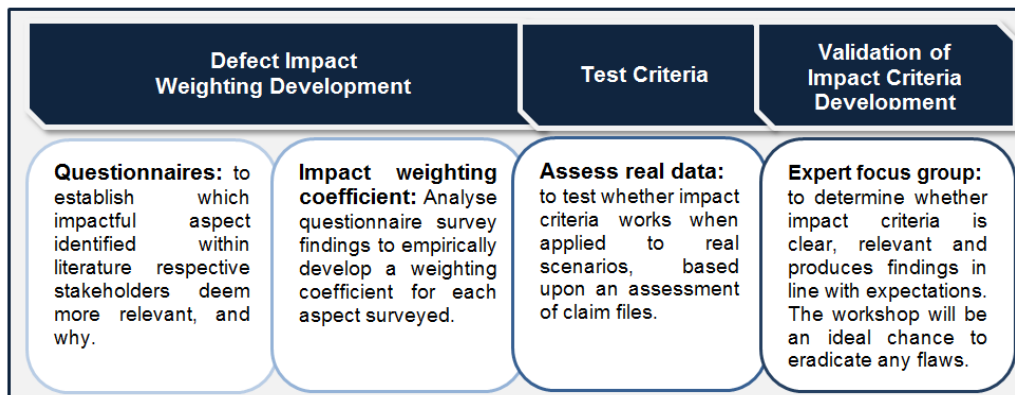 Defect Impact
Weighting Development
Test Criteria
Validation of
Impact Criteria
Development
Questionnaires: to
establish which
impactful aspect
identified within
literature respective
stakeholders deem
more relevant, and
why.
Impact weighting
coefficient: Analyse
questionnaire survey
findings to empirically
develop a weighting
coefficient for each
aspect surveyed.
Assess real data:
to test whether impact
criteria works when
applied to real
scenarios, based
upon an assessment
of claim files.
Expert focus group:
to determine whether
impact criteria is
clear, relevant and
produces findings in
line with expectations.
The workshop will be
an ideal chance to
eradicate any flaws.